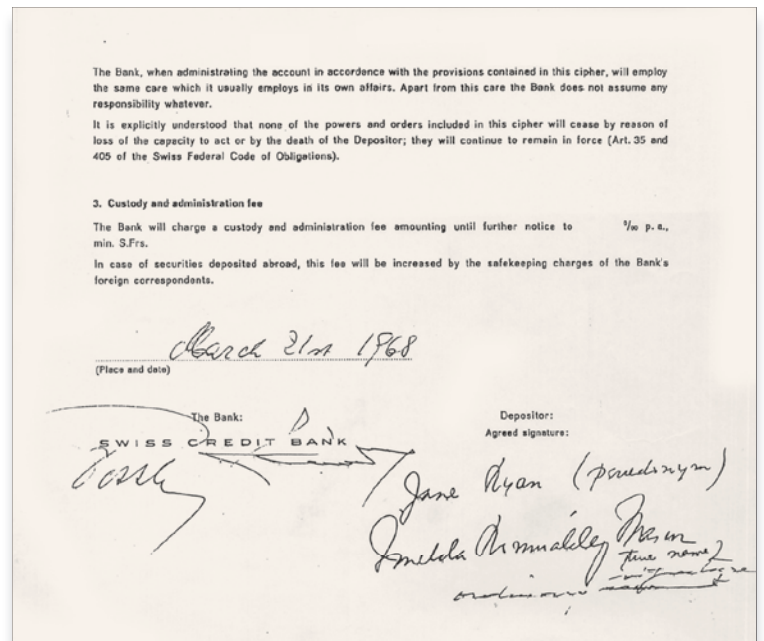 The Bank, when administrating the account in accordance with the provisions contained in this cipher, will employ
the same care which it usually employs in its own affairs. Apart from this care the Bank does not assume any
responsibility whatever.
It is explicitly understood that none of the powers and orders included in this cipher will cease by reason of
loss of the capacity to act or by the death of the Depositor; they will continue to remain in force (Art. 35 and
405 of the Swiss Federal Code of Obligations).
3. Custody and administration fee
The Bank will charge a custody and administration fee amounting until further notice to ‰ p. a.,
min. S.Frs.
In case of securities deposited abroad, this fee will be increased by the safekeeping charges of the Bank's
foreign correspondents.
March 21st 1968
(Place and date)
The Bank: Depositor:
SWISS CREDIT BANK Agreed signature:
Jane Ryan (pseudonym)
Imelda Romualdez
true name